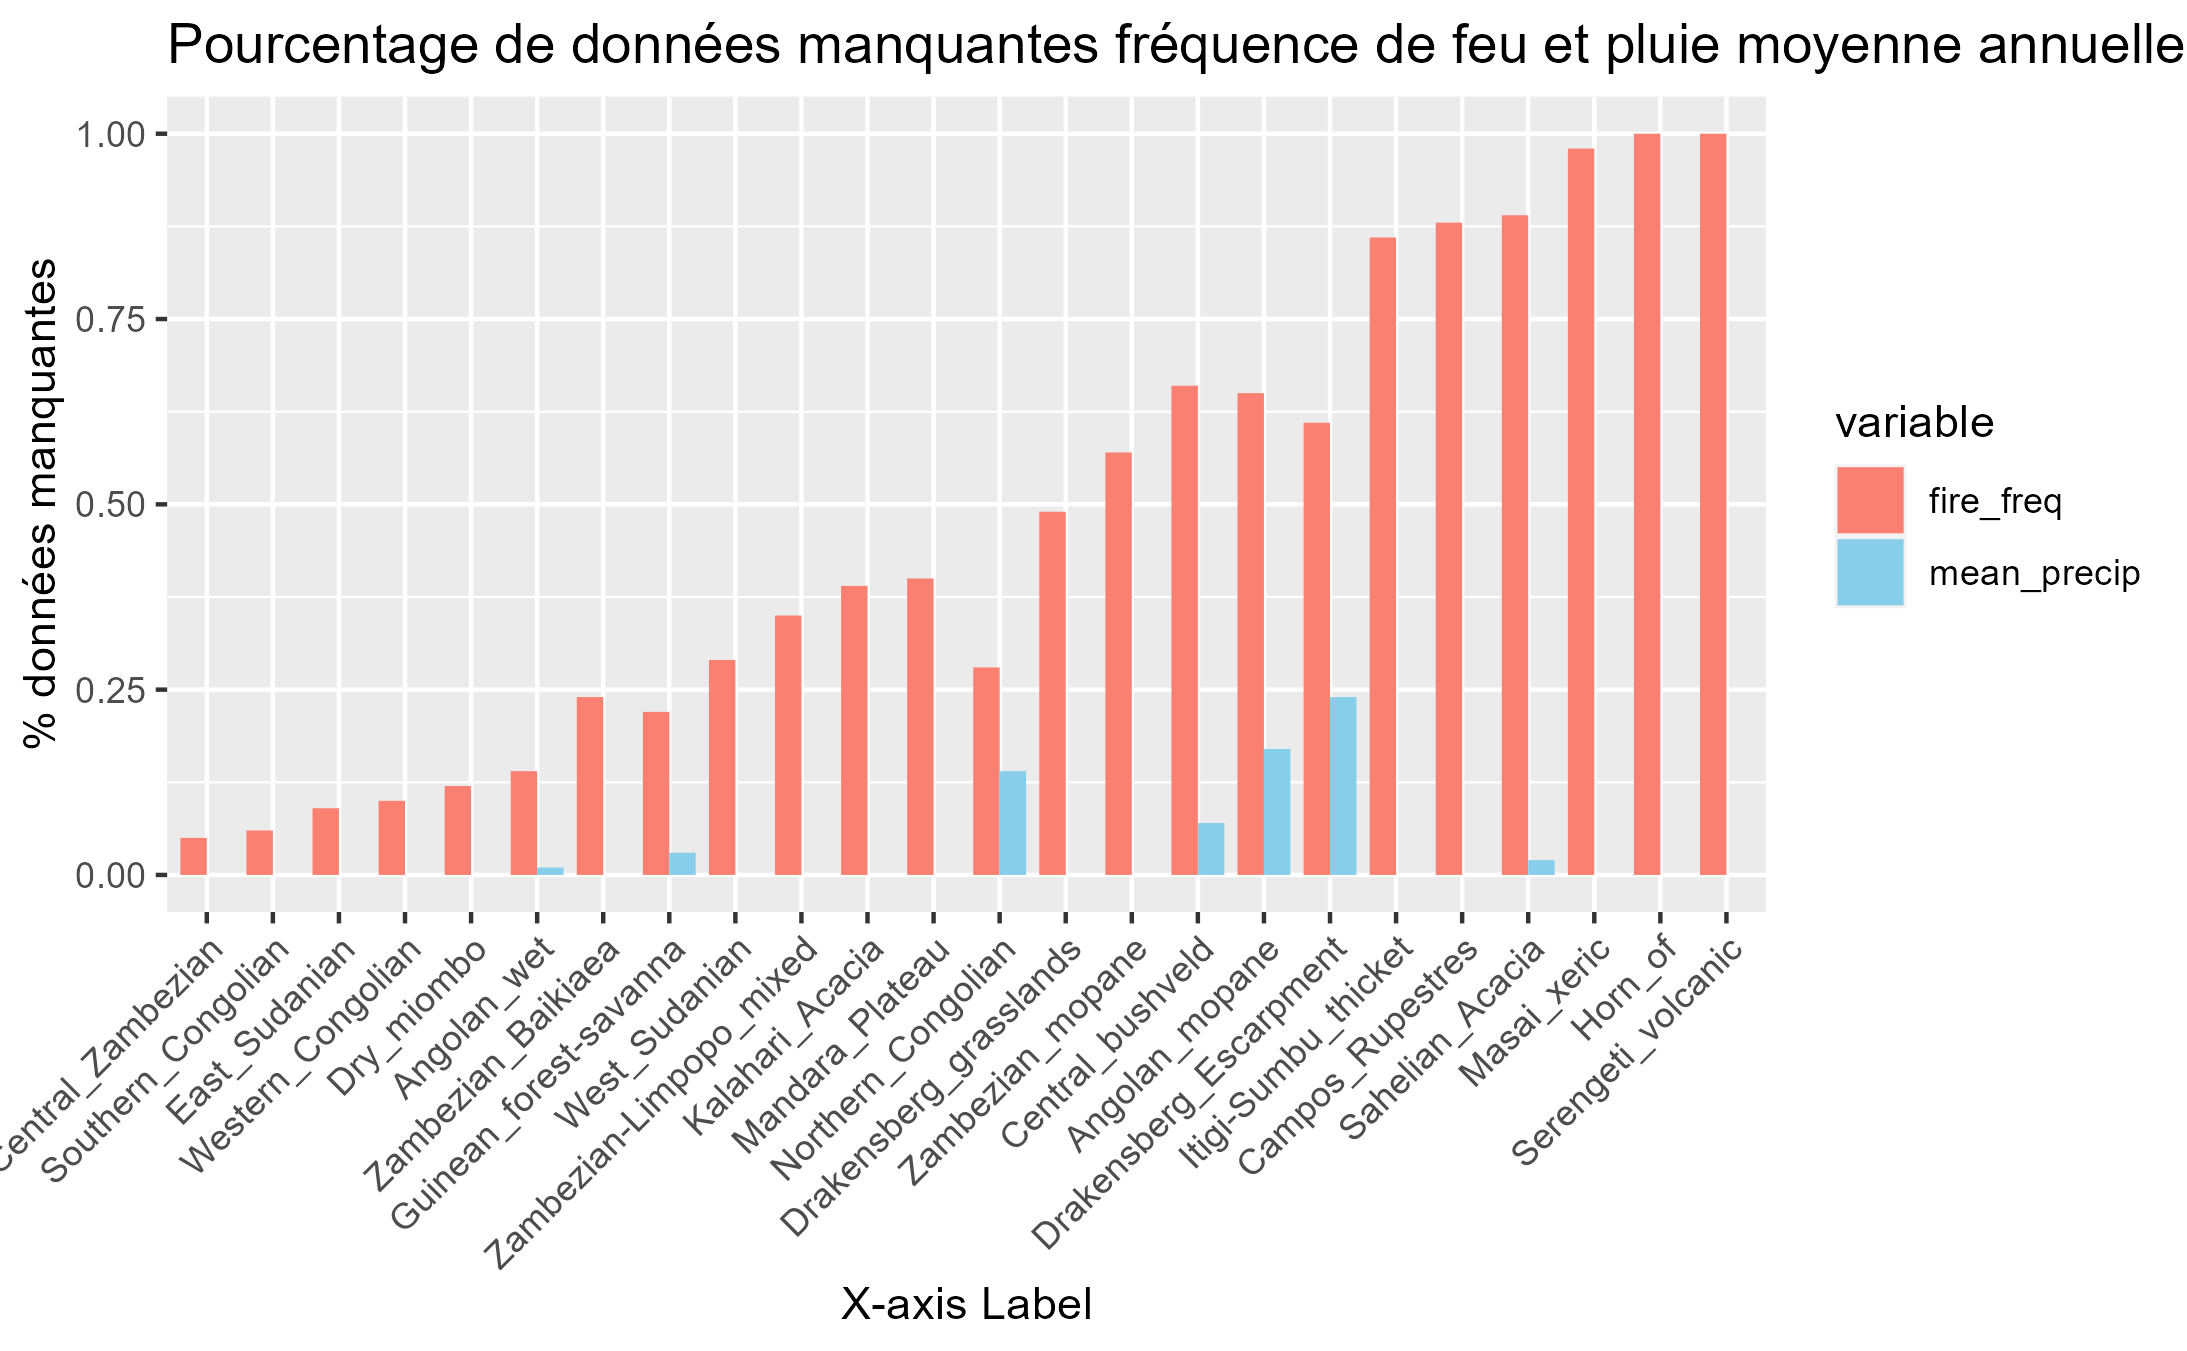 Pourcentage de données manquantes fréquence de feu et pluie moyenne annuelle
% données manquantes
1.00
0.75
0.50
0.25
0.00
Central_Zambezian
Southern_Congolian
East_Sudanian
Western_Congolian
Dry_miombo
Angolan_wet
Zambezian_Baikiaea
Guinean_forest-savanna
West_Sudanian
Zambezian-Limpopo_mixed
Kalahari_Acacia
Mandara_Plateau
Northern_Congolian
Drakensberg_grasslands
Zambezian_mopane
Central_bushveld
Angolan_mopane
Drakensberg_Escarpment
Itigi-Sumbu_thicket
Campos_Rupestres
Sahelian_Acacia
Masai_xeric
Horn_of
Serengeti_volcanic
X-axis Label
variable
fire_freq
mean_precip